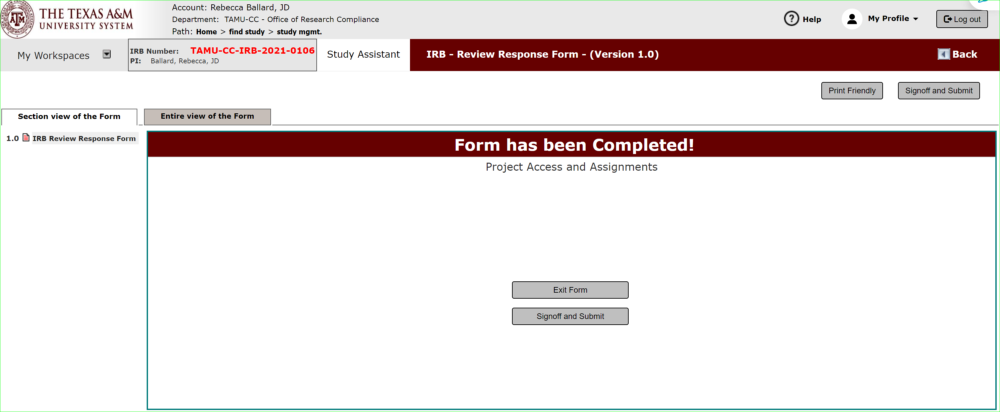 THE TEXAS A&M
UNIVERSITY SYSTEM
Account: Rebecca Ballard, JD
Department: TAMU-CC - Office of Research Compliance
Path: Home > find study > study mgmt.
Help
My Profile
Log out
My Workspaces
IRB Number: TAMU-CC-IRB-2021-0106
PI: Ballard, Rebecca, JD
Study Assistant
IRB - Review Response Form - (Version 1.0)
Back
Print Friendly
Signoff and Submit
Section view of the Form
Entire view of the Form
1.0 IRB Review Response Form
Form has been Completed!
Project Access and Assignments
Exit Form
Signoff and Submit